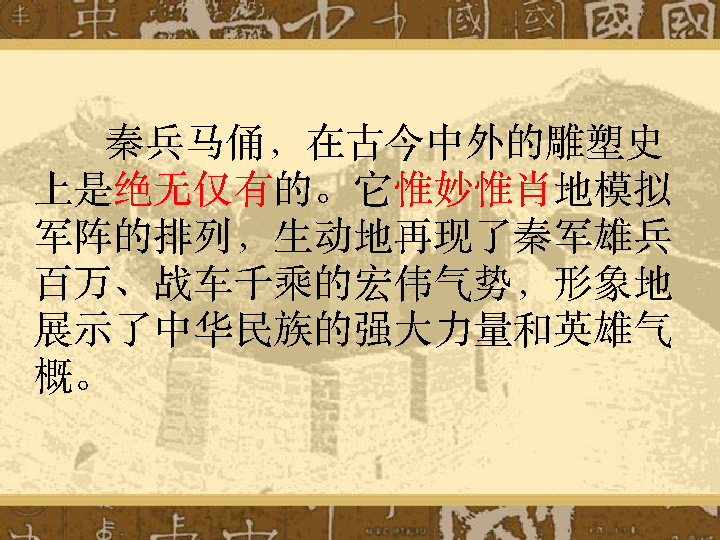 秦兵马俑，在古今中外的雕塑史
上是绝无仅有的。它惟妙惟肖地模拟
军阵的排列，生动地再现了秦军雄兵
百万、战车千乘的宏伟气势，形象地
展示了中华民族的强大力量和英雄气
概。